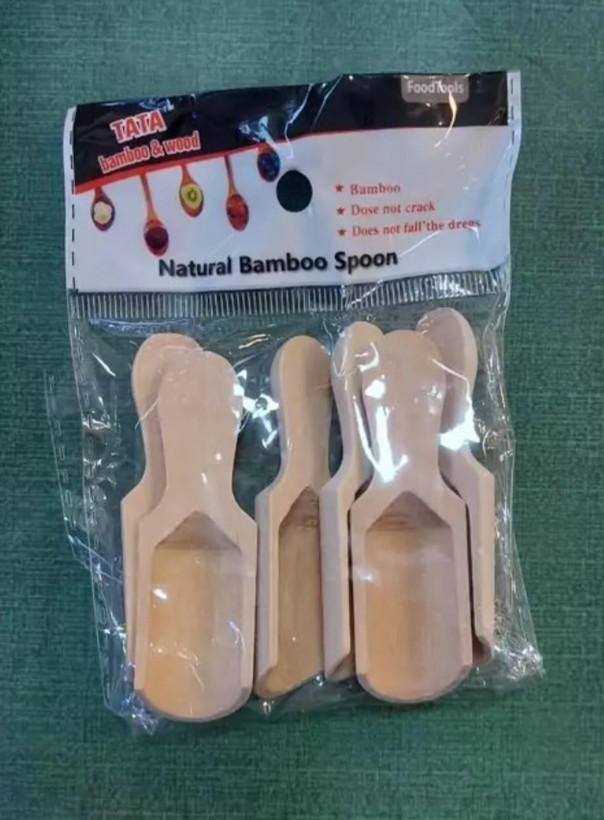 FoodTools
TATA
bamboo & wood
★ Bamboo
★ Dose not crack
★ Does not fall'the dregs
Natural Bamboo Spoon